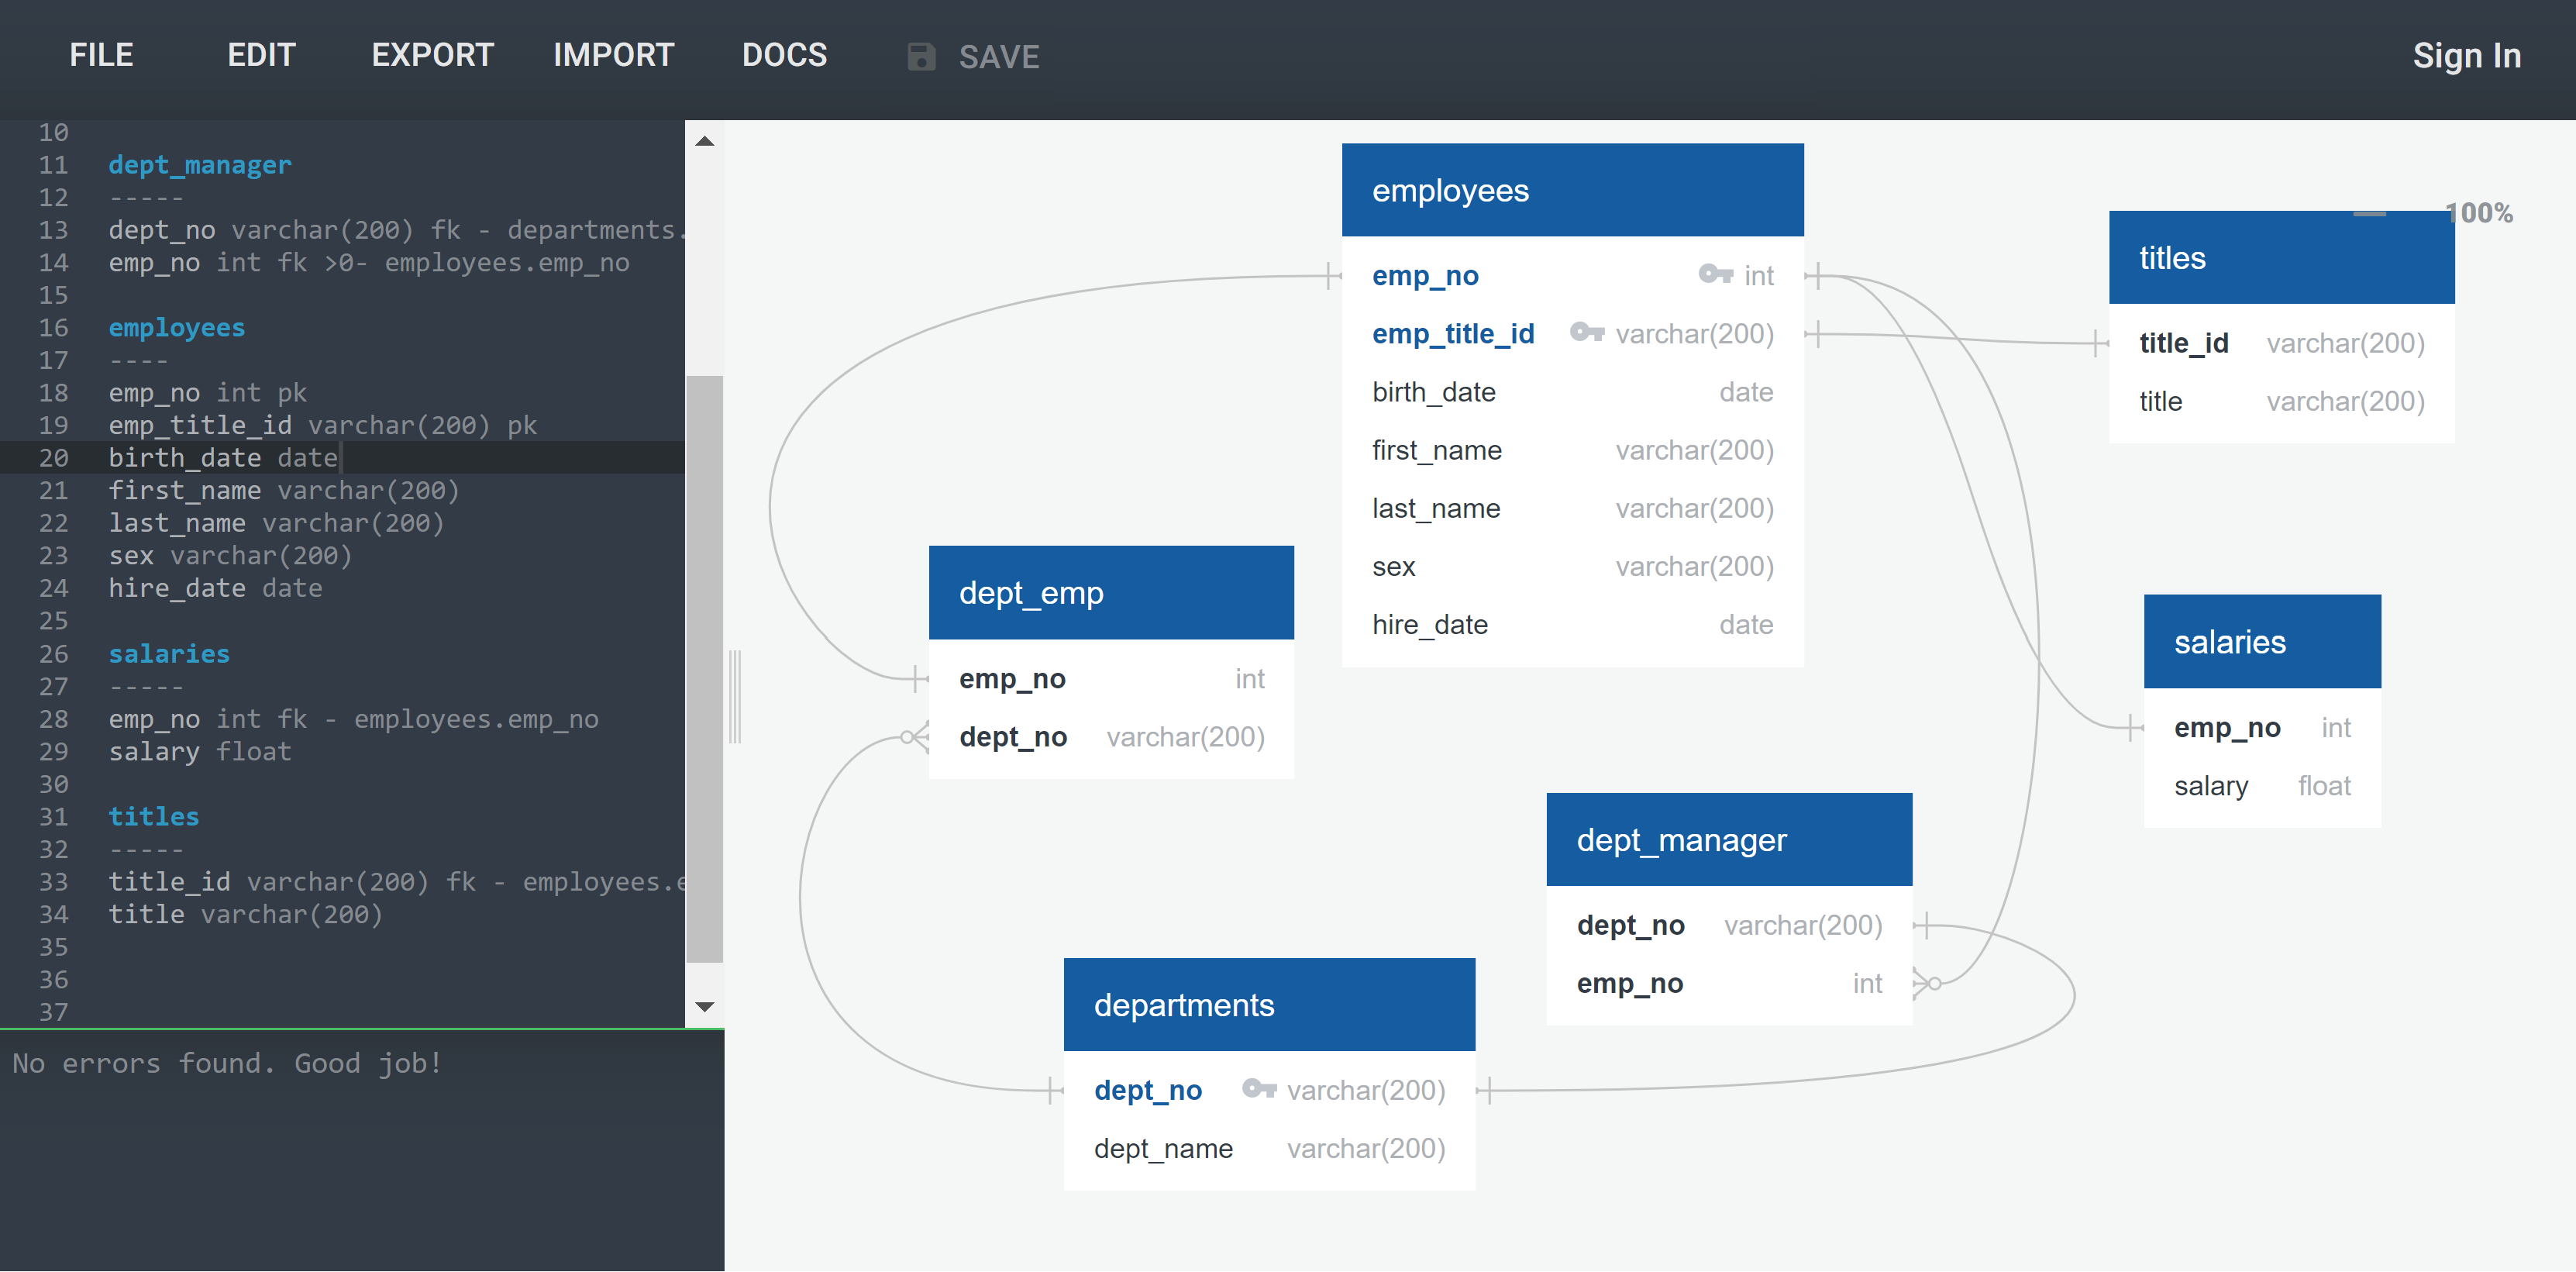 FILE EDIT EXPORT IMPORT DOCS SAVE Sign In
10
11 dept_manager
12 -----
13 dept_no varchar(200) fk - departments.
14 emp_no int fk >0- employees.emp_no
15
16 employees
17 ----
18 emp_no int pk
19 emp_title_id varchar(200) pk
20 birth_date date
21 first_name varchar(200)
22 last_name varchar(200)
23 sex varchar(200)
24 hire_date date
25
26 salaries
27 -----
28 emp_no int fk - employees.emp_no
29 salary float
30
31 titles
32 -----
33 title_id varchar(200) fk - employees.e
34 title varchar(200)
35
36
37
No errors found. Good job!
employees
emp_no int
emp_title_id varchar(200)
birth_date date
first_name varchar(200)
last_name varchar(200)
sex varchar(200)
hire_date date
100%
titles
title_id varchar(200)
title varchar(200)
dept_emp
emp_no int
dept_no varchar(200)
salaries
emp_no int
salary float
dept_manager
dept_no varchar(200)
emp_no int
departments
dept_no varchar(200)
dept_name varchar(200)